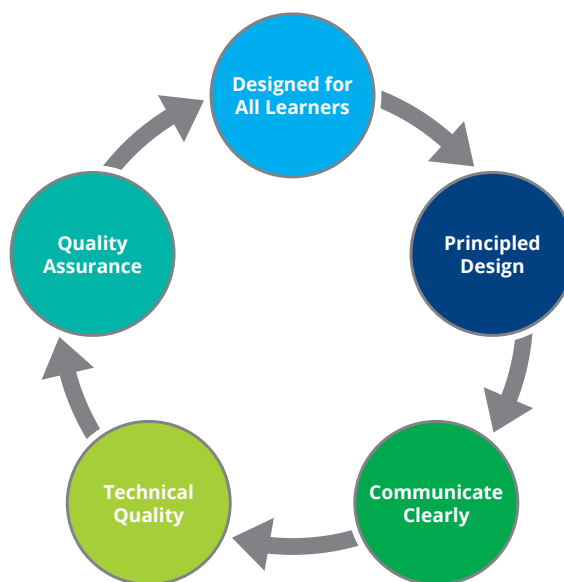 Designed for
All Learners
Principled
Design
Communicate
Clearly
Technical
Quality
Quality
Assurance